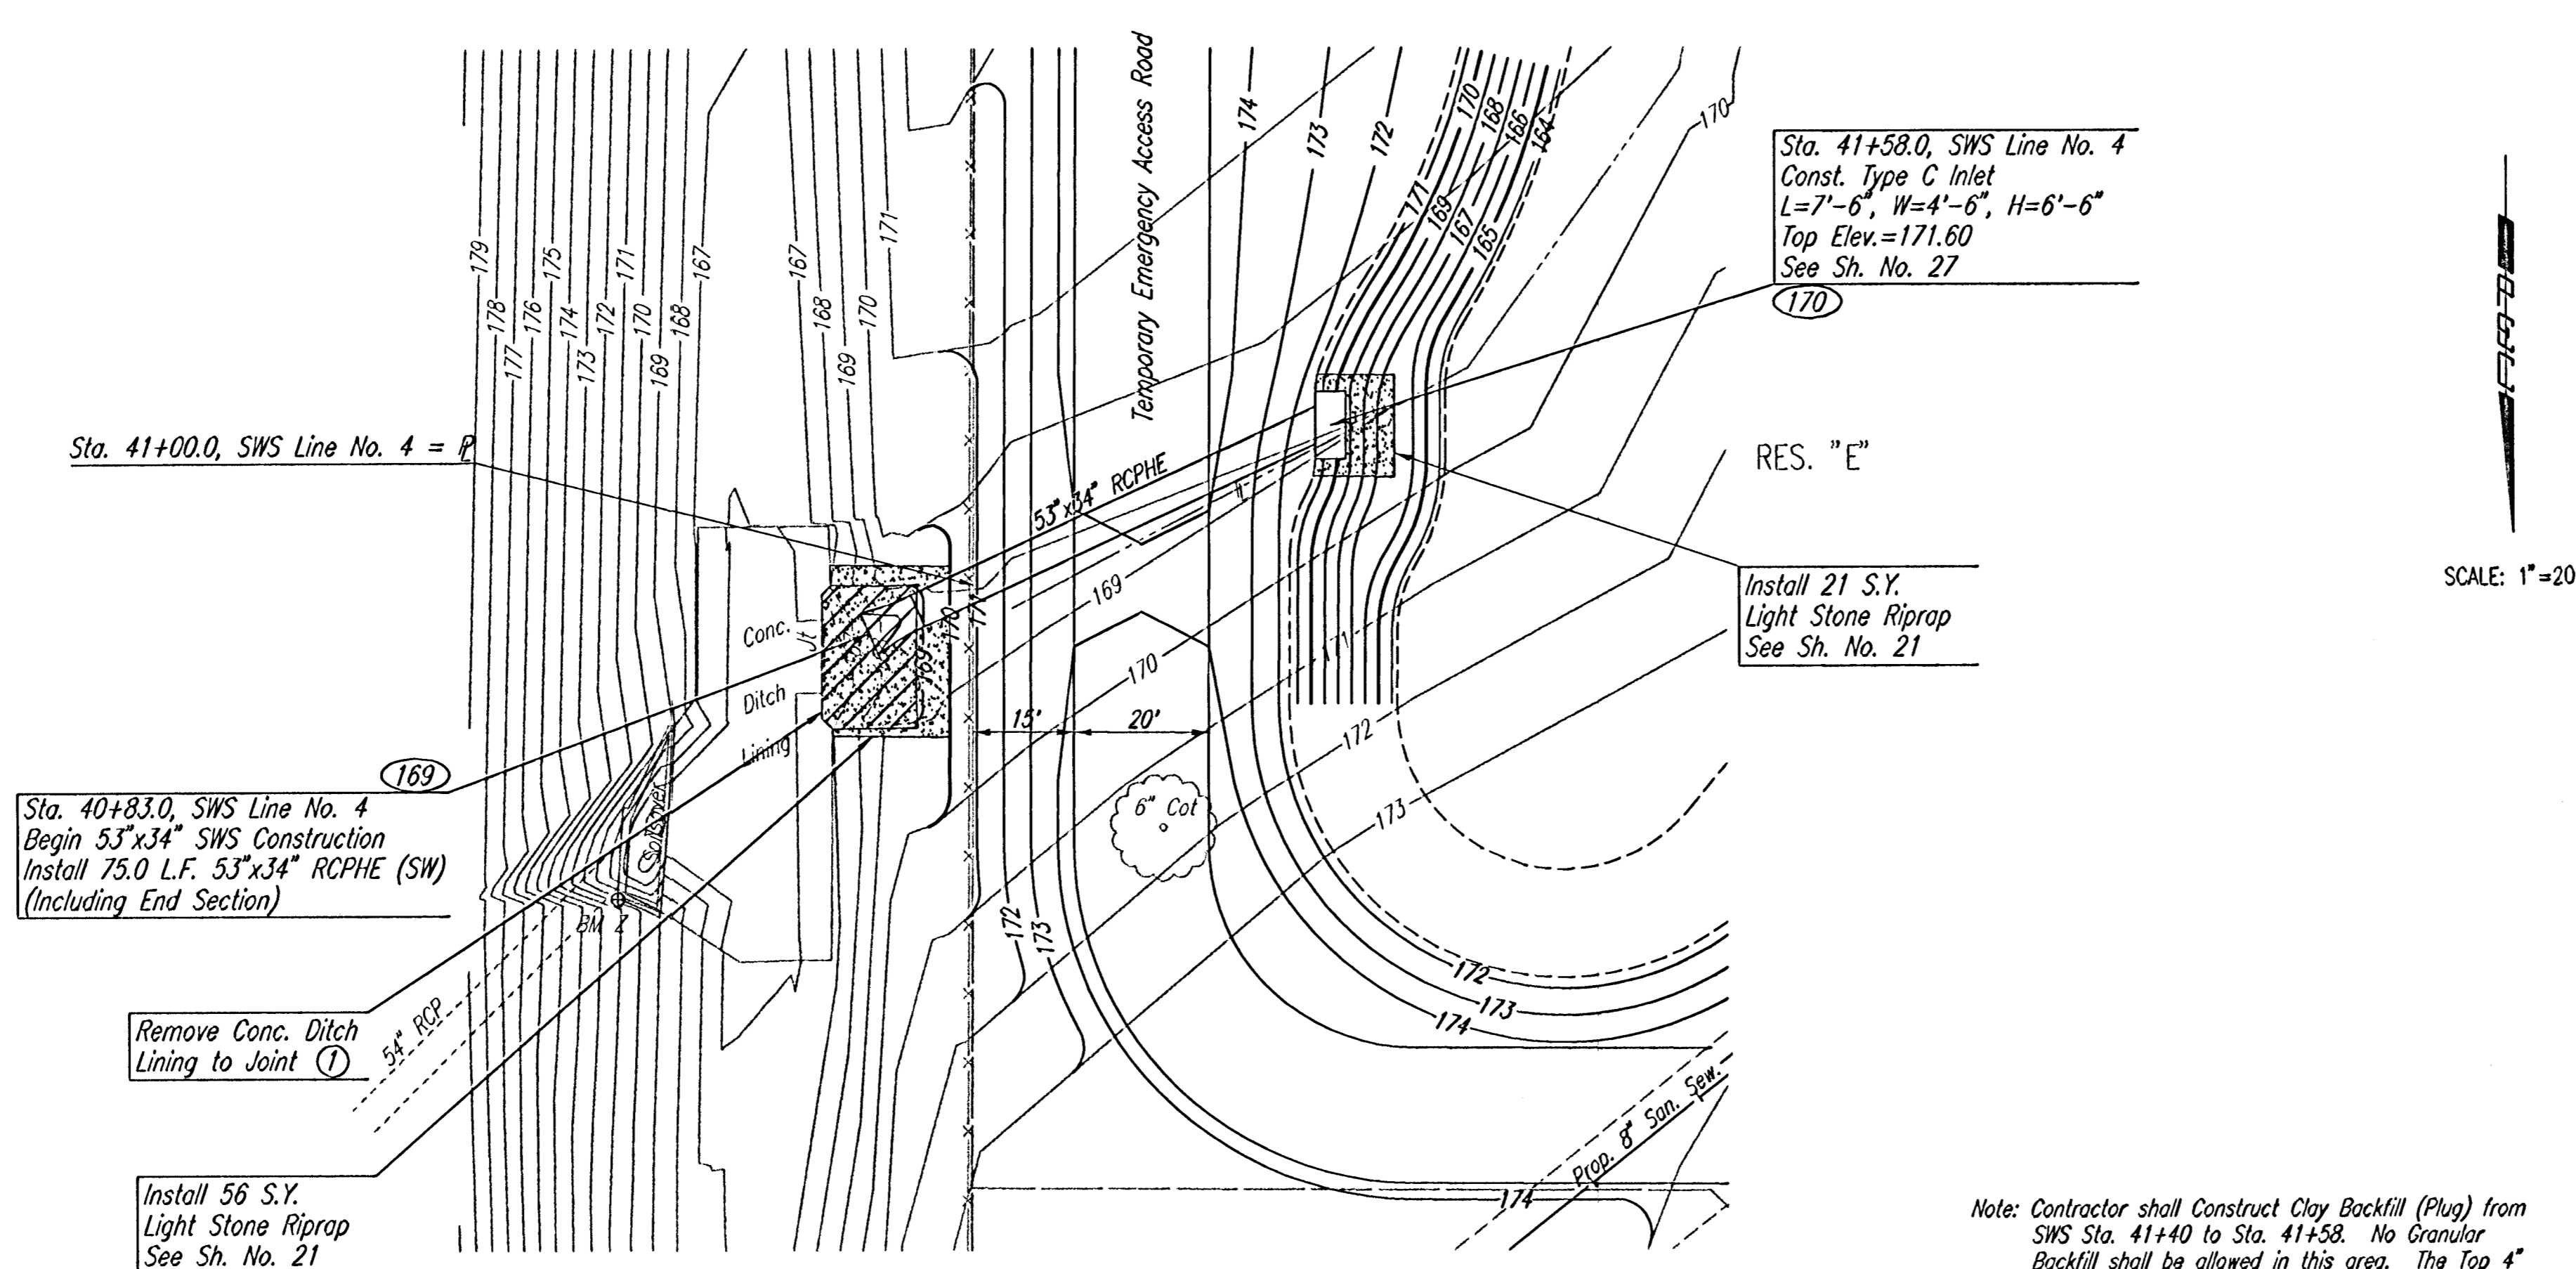 Temporary Emergency Access Road
179
178
177
176
175
174
173
172
171
170
169
168
167
167
168
169
170
171
174
173
172
171
170
169
168
167
166
165
164
170
Sta. 41+58.0, SWS Line No. 4
Const. Type C Inlet
L=7'-6", W=4'-6", H=6'-6"
Top Elev.=171.60
See Sh. No. 27
170
SCALE: 1"=20
Sta. 41+00.0, SWS Line No. 4 = PL
53"x34" RCPHE
RES. "E"
Install 21 S.Y.
Light Stone Riprap
See Sh. No. 21
Conc.
Jt.
Ditch
Lining
170
171
169
169
170
171
172
173
15'
20'
6" Cot
169
Sta. 40+83.0, SWS Line No. 4
Begin 53"x34" SWS Construction
Install 75.0 L.F. 53"x34" RCPHE (SW)
(Including End Section)
BM Z
172
173
172
173
174
54" RCP
Remove Conc. Ditch
Lining to Joint 1
Install 56 S.Y.
Light Stone Riprap
See Sh. No. 21
Prop. 8" San. Sew.
174
Note: Contractor shall Construct Clay Backfill (Plug) from
SWS Sta. 41+40 to Sta. 41+58. No Granular
Backfill shall be allowed in this area. The Top 4"